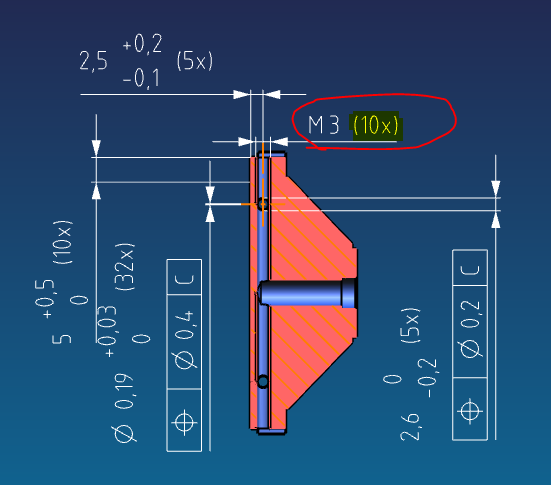 2,5 +0,2 -0,1 (5x)
M3 (10x)
5 +0,5 0 (10x)
Ø 0,19 +0,03 0 (32x)
⌖ Ø 0,4 C
2,6 0 -0,2 (5x)
⌖ Ø 0,2 C